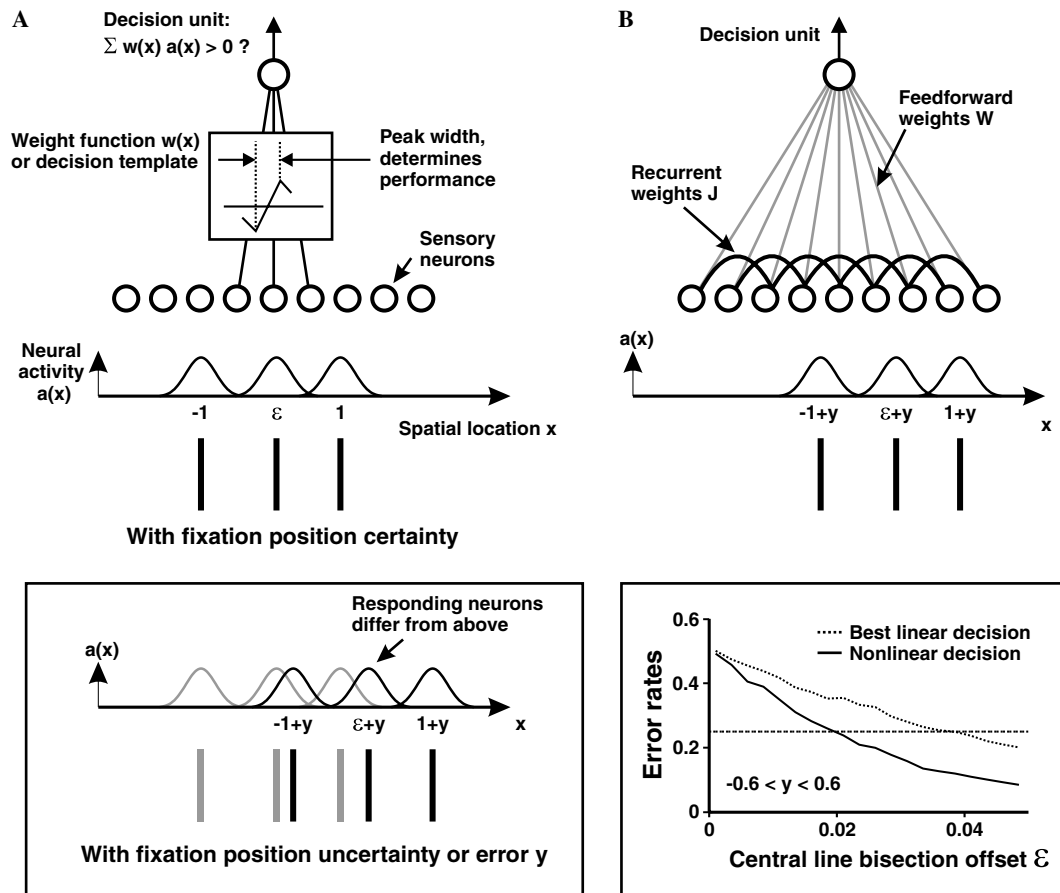 A
Decision unit:
Σ w(x) a(x) > 0 ?
Weight function w(x)
or decision template
Peak width,
determines
performance
Sensory
neurons
Neural
activity
a(x)
-1 ε 1
Spatial location x
With fixation position certainty
Responding neurons
differ from above
a(x)
-1+y ε+y 1+y x
With fixation position uncertainty or error y
B
Decision unit
Feedforward
weights W
Recurrent
weights J
a(x)
-1+y ε+y 1+y
x
0.6
0.4
0.2
0
Error rates
Best linear decision
Nonlinear decision
-0.6 < y < 0.6
0 0.02 0.04
Central line bisection offset ε